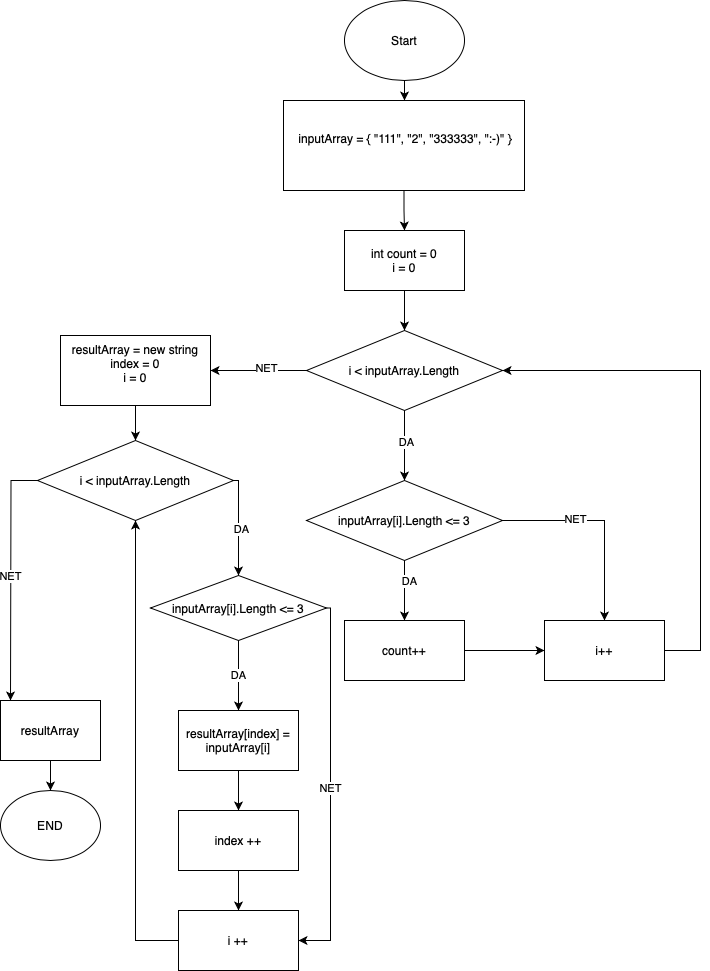 Start
inputArray = { "111", "2", "333333", ":-)" }
int count = 0
i = 0
i < inputArray.Length
NET
DA
inputArray[i].Length <= 3
NET
DA
count++
i++
resultArray = new string
index = 0
i = 0
i < inputArray.Length
NET
DA
inputArray[i].Length <= 3
DA
NET
resultArray[index] =
inputArray[i]
index ++
i ++
resultArray
END